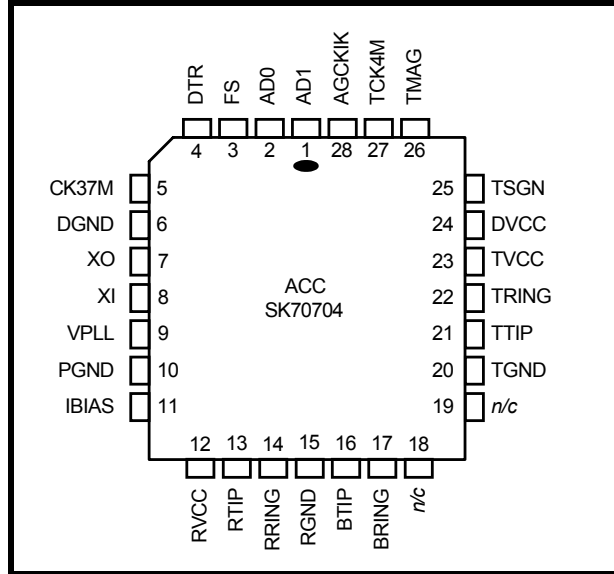 DTR FS AD0 AD1 AGCKIK TCK4M TMAG
4 3 2 1 28 27 26
CK37M 5
DGND 6
XO 7
XI 8
VPLL 9
PGND 10
IBIAS 11
ACC
SK70704
25 TSGN
24 DVCC
23 TVCC
22 TRING
21 TTIP
20 TGND
19 n/c
12 13 14 15 16 17 18
RVCC RTIP RRING RGND BTIP BRING n/c